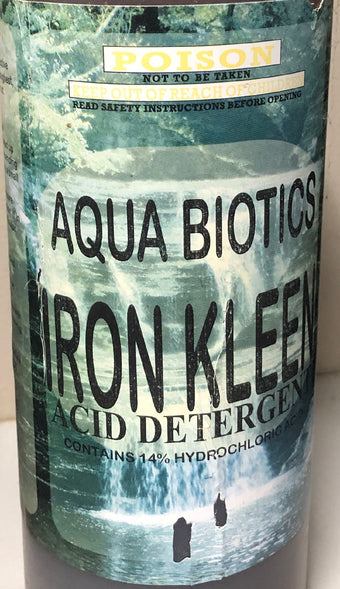 POISON
NOT TO BE TAKEN
KEEP OUT OF REACH OF
READ SAFETY INSTRUCTIONS BEFORE OPENING
AQUA BIOTICS
IRON KLEEN
ACID DETERGEN
CONTAINS 14% HYDROCHLORIC